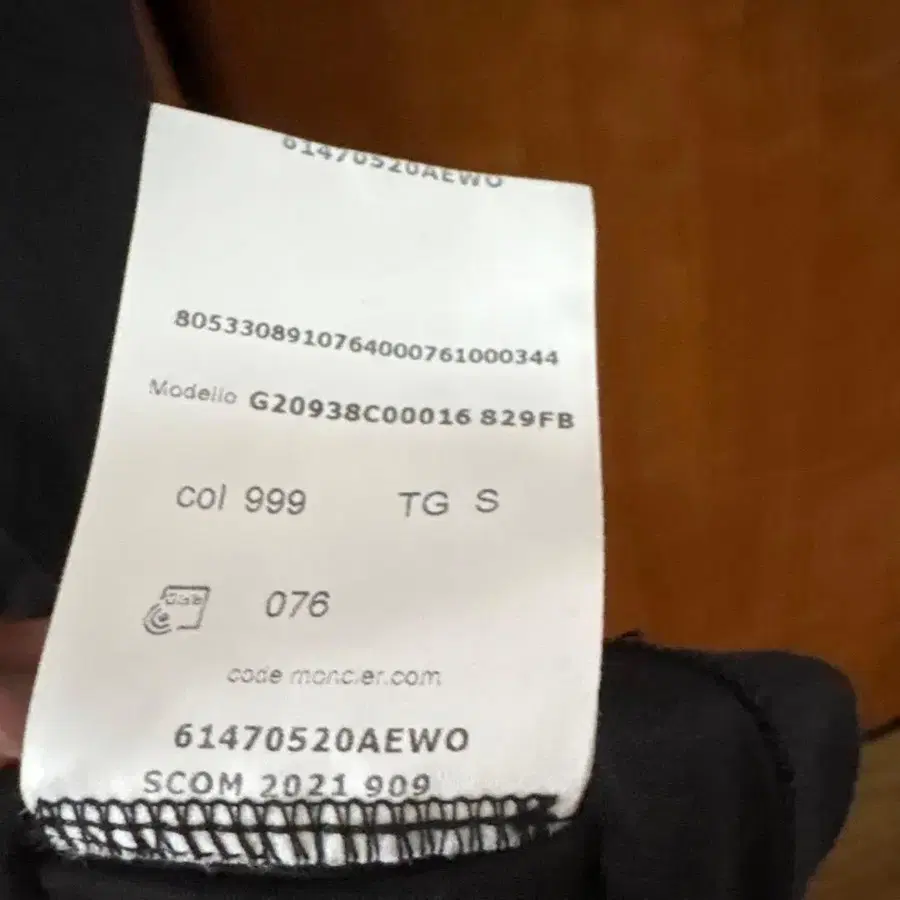 61470520AEWO
8053308910764000761000344
Modello G20938C00016 829FB
col 999 TG S
076
code moncler.com
61470520AEWO
SCOM 2021 909